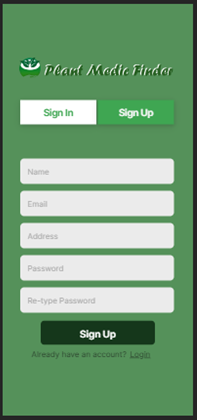 Plant Medic Finder
Sign In Sign Up
Name
Email
Address
Password
Re-type Password
Sign Up
Already have an account? Login